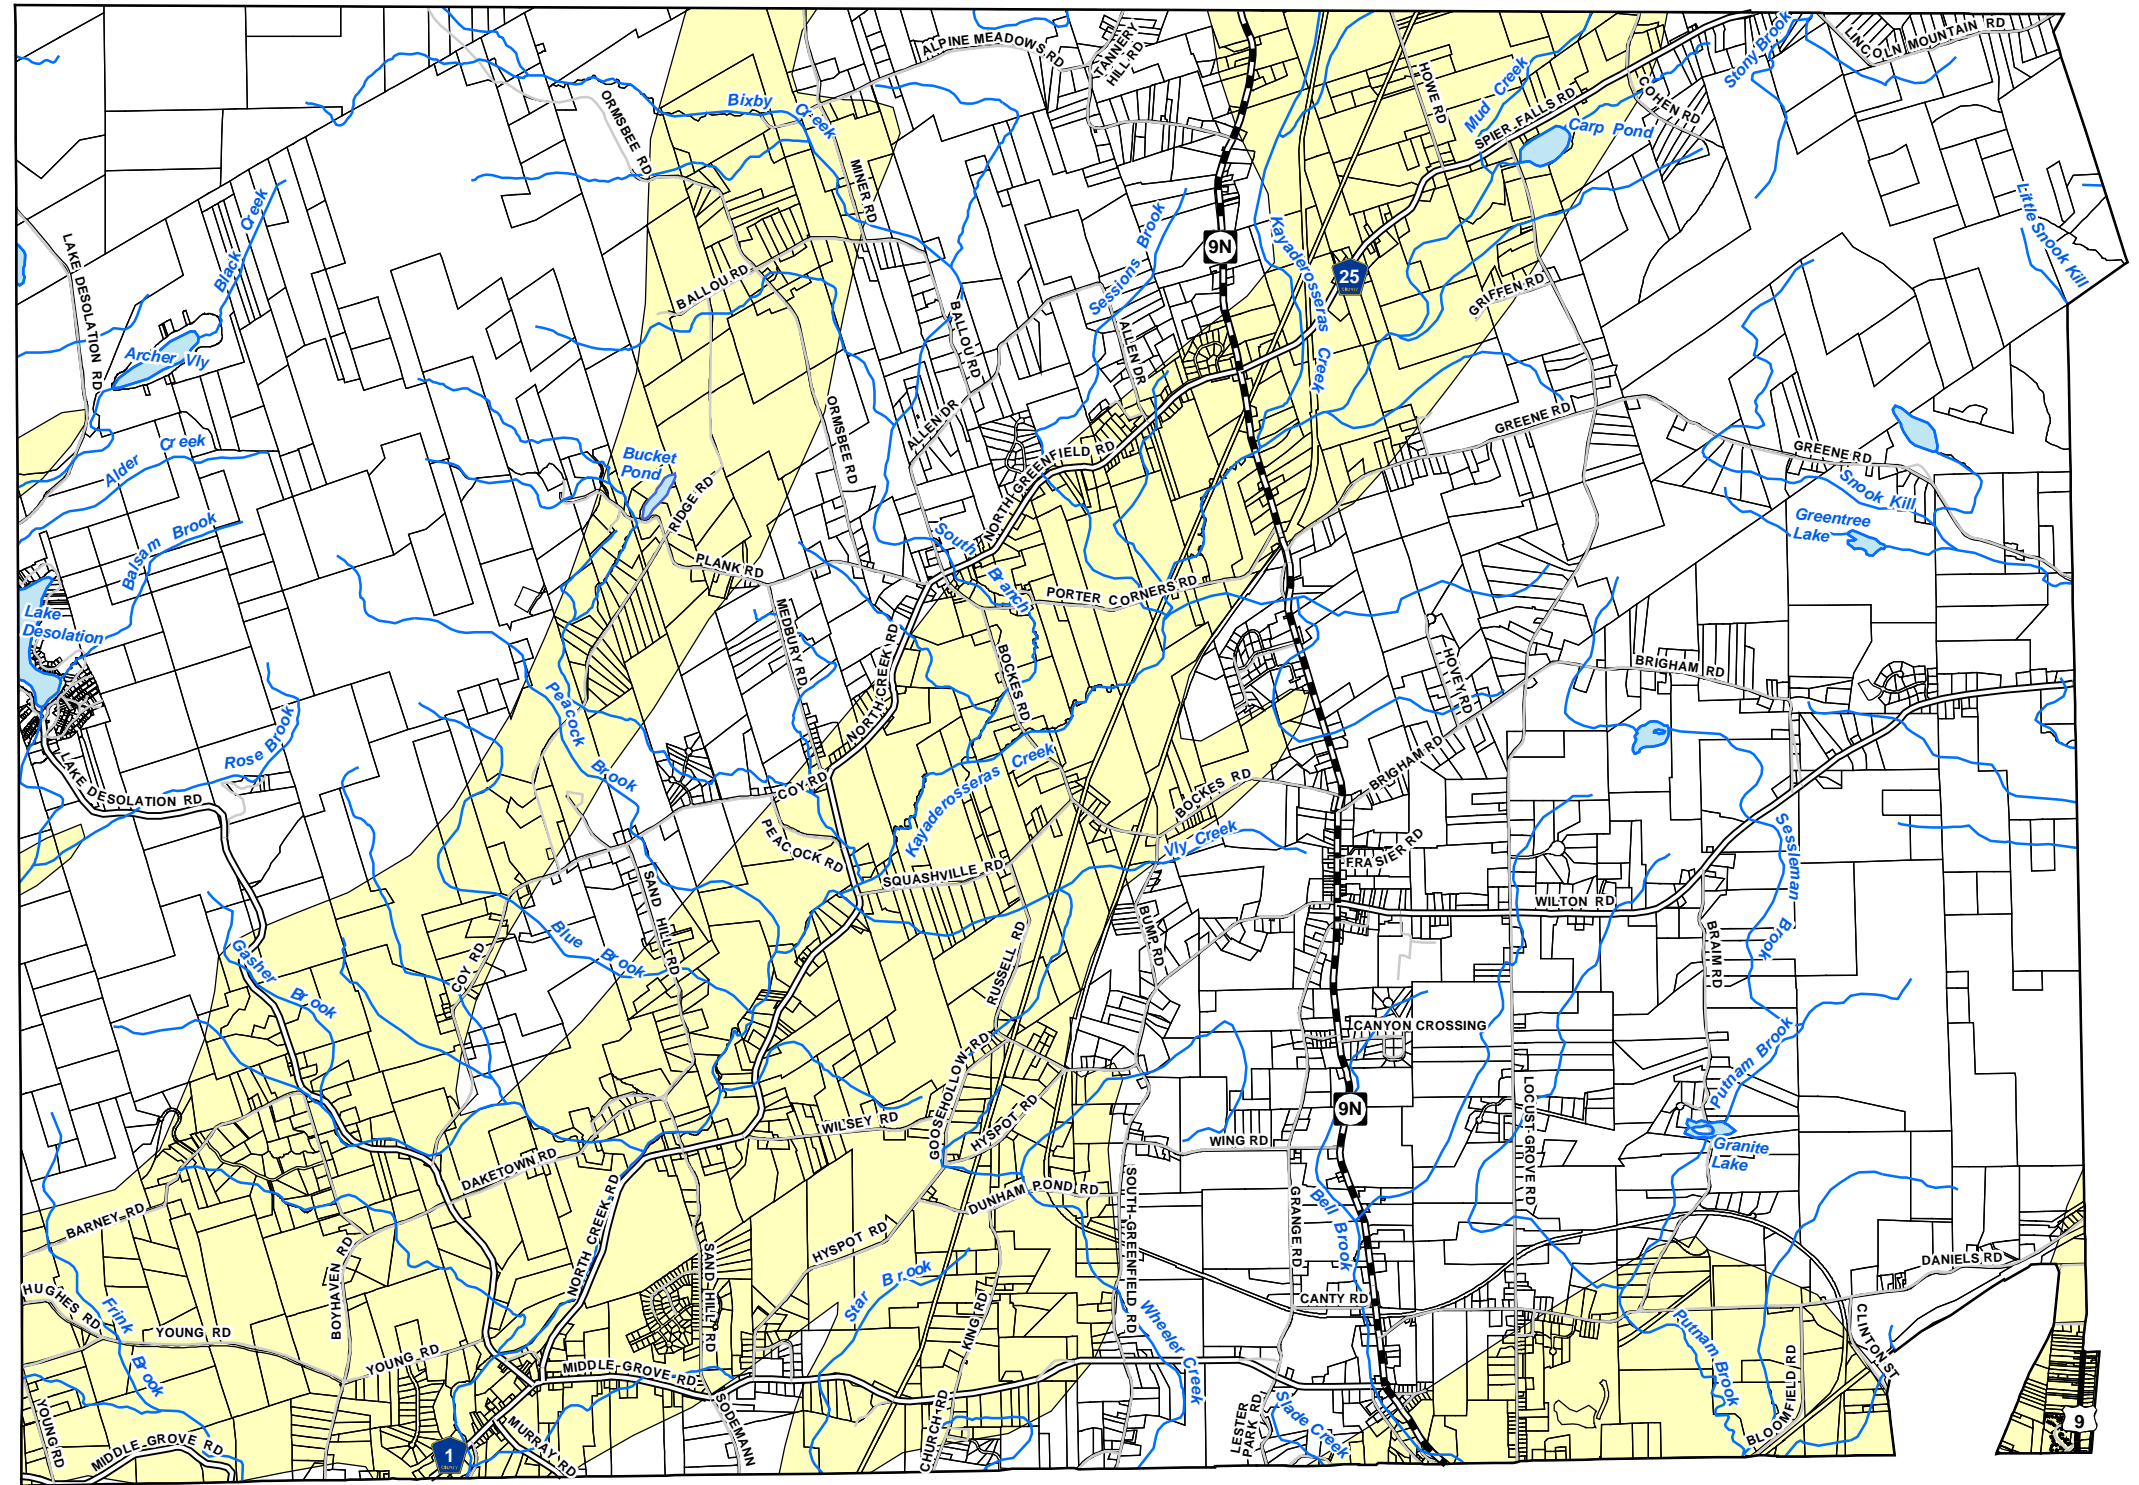 ALPINE MEADOWS RD
TANNERY
HILL RD
LINCOLN MOUNTAIN RD
Stony Brook
HOWE RD
Mud Creek
SPIER FALLS RD
COHEN RD
Carp Pond
Bixby Creek
ORMSBEE RD
MINER RD
Black Creek
LAKE DESOLATION RD
Sessions Brook
9N
Kayaderosseras Creek
25
COUNTY
Little Snook Kill
GRIFFEN RD
BALLOU RD
BALLOU RD
ALLEN DR
Archer Vly
ORMSBEE RD
ALLEN DR
GREENE RD
GREENE RD
Alder Creek
Bucket
Pond
RIDGE RD
NORTH GREENFIELD RD
Snook Kill
Greentree
Lake
Balsam Brook
South Branch
PLANK RD
PORTER CORNERS RD
Lake
Desolation
MEDBURY RD
NORTH CREEK RD
BOCKES RD
HOVEY RD
BRIGHAM RD
Peacock Brook
Rose Brook
LAKE DESOLATION RD
COY RD
Kayaderosseras Creek
BOCKES RD
BRIGHAM RD
PEACOCK RD
Vly Creek
FRASIER RD
Sessleman Brook
SQUASHVILLE RD
SAND HILL RD
WILTON RD
BUMP RD
BRAIM RD
Gasher Brook
Blue Brook
COY RD
RUSSELL RD
CANYON CROSSING
GOOSEHOLLOW RD
HYSPOT RD
WILSEY RD
9N
WING RD
LOCUST GROVE RD
Putnam Brook
Granite
Lake
DAKETOWN RD
NORTH CREEK RD
DUNHAM POND RD
SOUTH GREENFIELD RD
GRANGE RD
Bell Brook
BARNEY RD
BOYHAVEN RD
SAND HILL RD
HYSPOT RD
Star Brook
DANIELS RD
CANTY RD
HUGHES RD
Frink Brook
YOUNG RD
YOUNG RD
KING RD
Wheeler Creek
Putnam Brook
CLINTON ST
MIDDLE GROVE RD
SODEMANN
CHURCH RD
LESTER
PARK RD
Slade Creek
BLOOMFIELD RD
9
YOUNG RD
MIDDLE GROVE RD
1
COUNTY
MURRAY RD